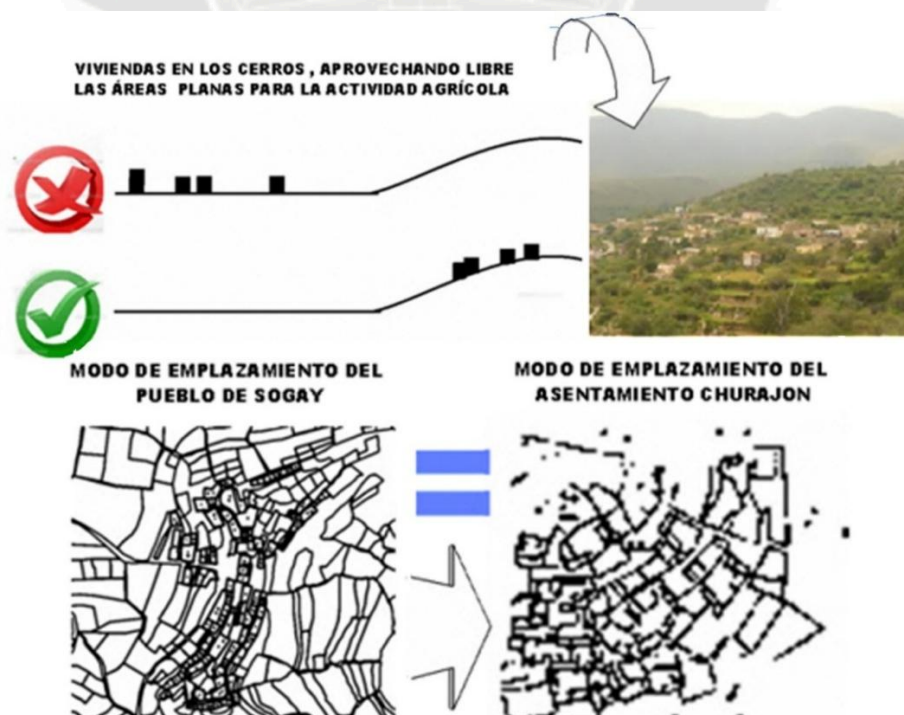 VIVIENDAS EN LOS CERROS , APROVECHANDO LIBRE
LAS ÁREAS PLANAS PARA LA ACTIVIDAD AGRÍCOLA
MODO DE EMPLAZAMIENTO DEL
PUEBLO DE SOGAY
MODO DE EMPLAZAMIENTO DEL
ASENTAMIENTO CHURAJON